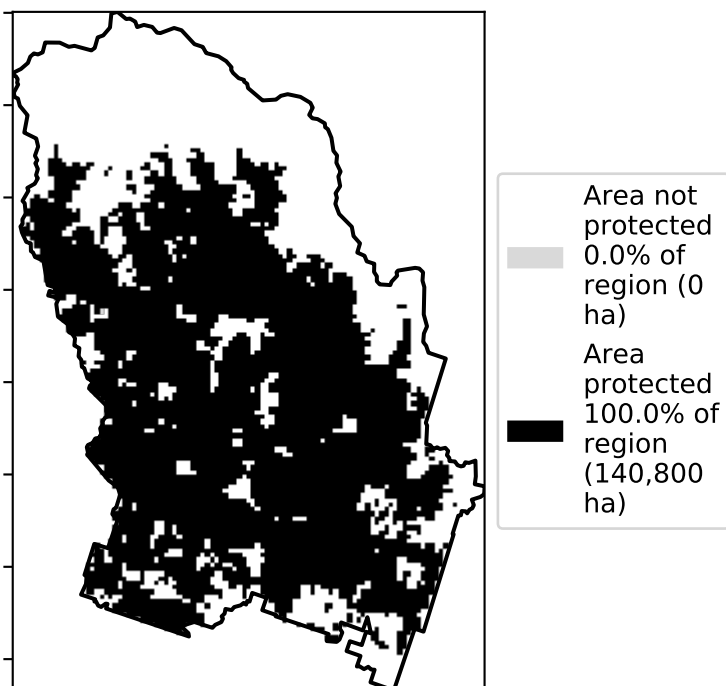 Area not
protected
0.0% of
region (0
ha)
Area
protected
100.0% of
region
(140,800
ha)